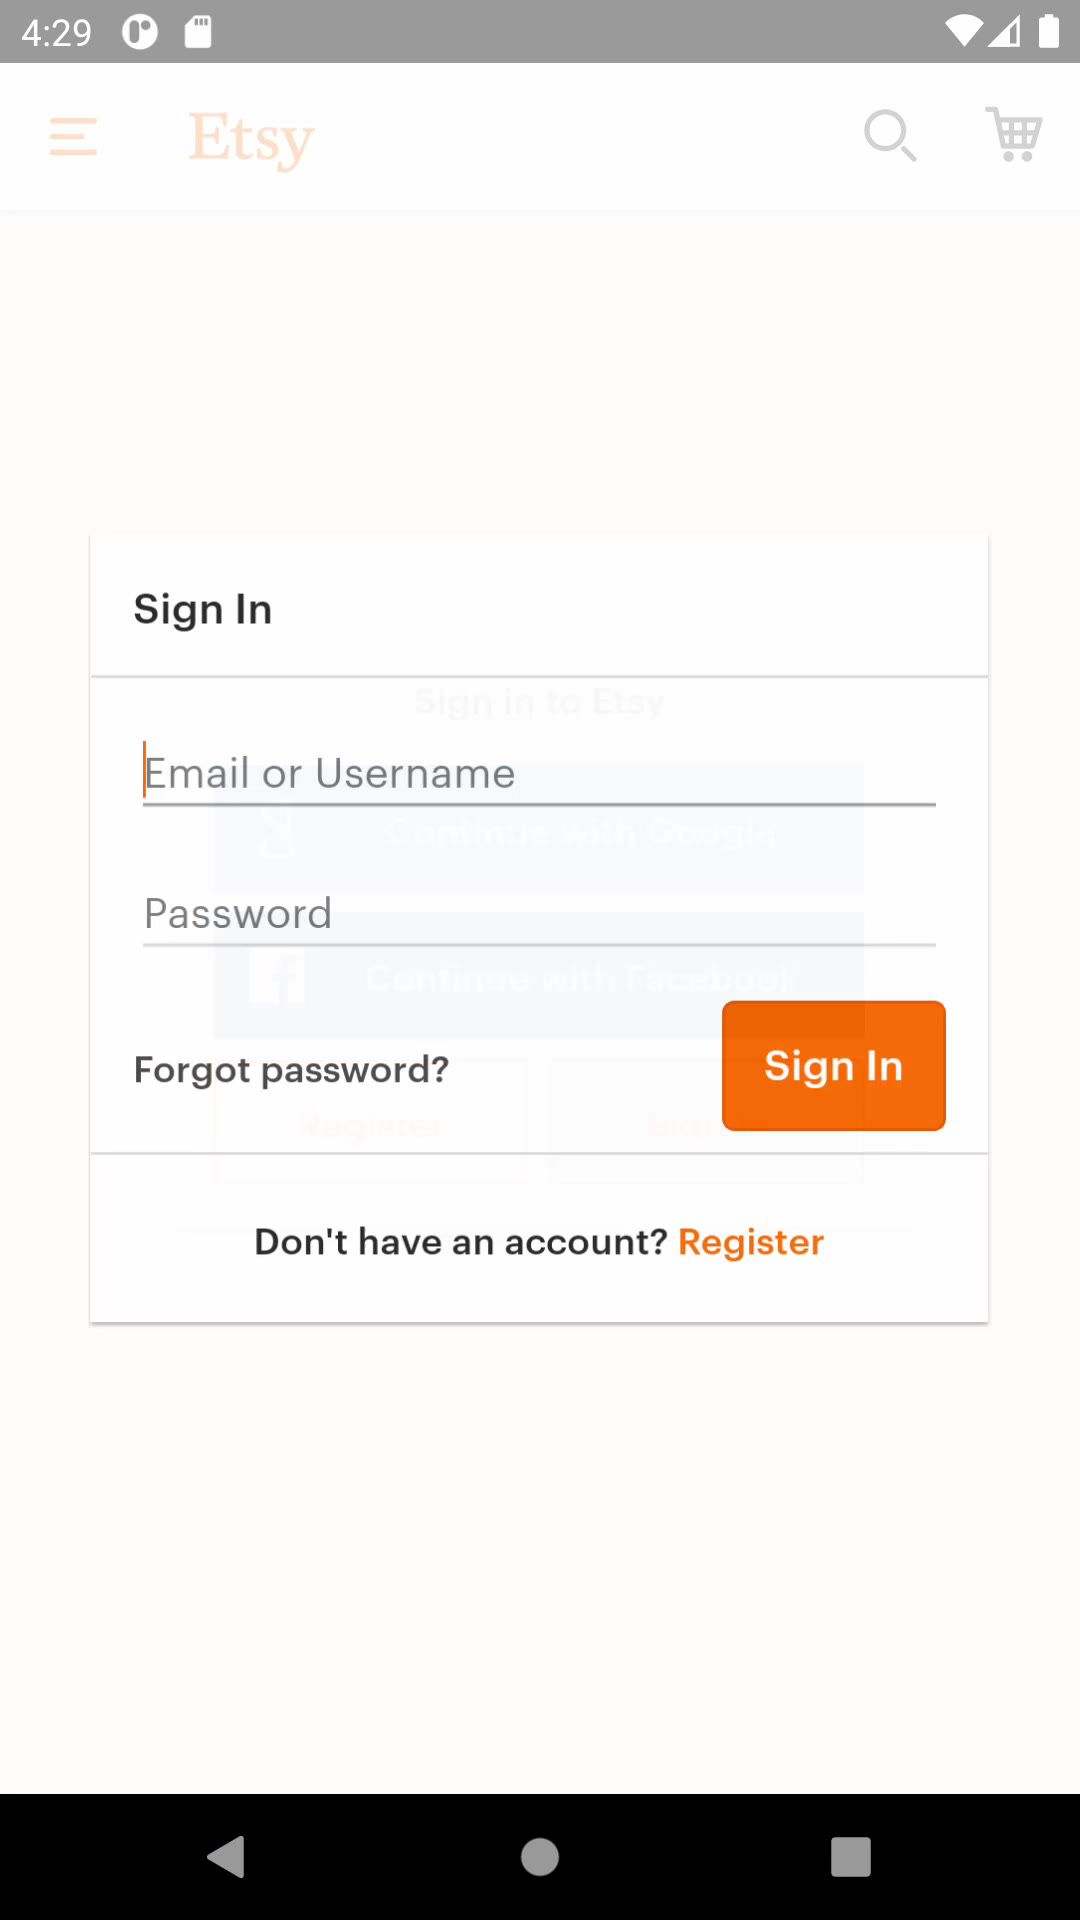 4:29
Etsy
Sign In
Sign in to Etsy
Email or Username
Continue with Google
Password
Continue with Facebook
Forgot password?
Sign In
Register
Don't have an account? Register